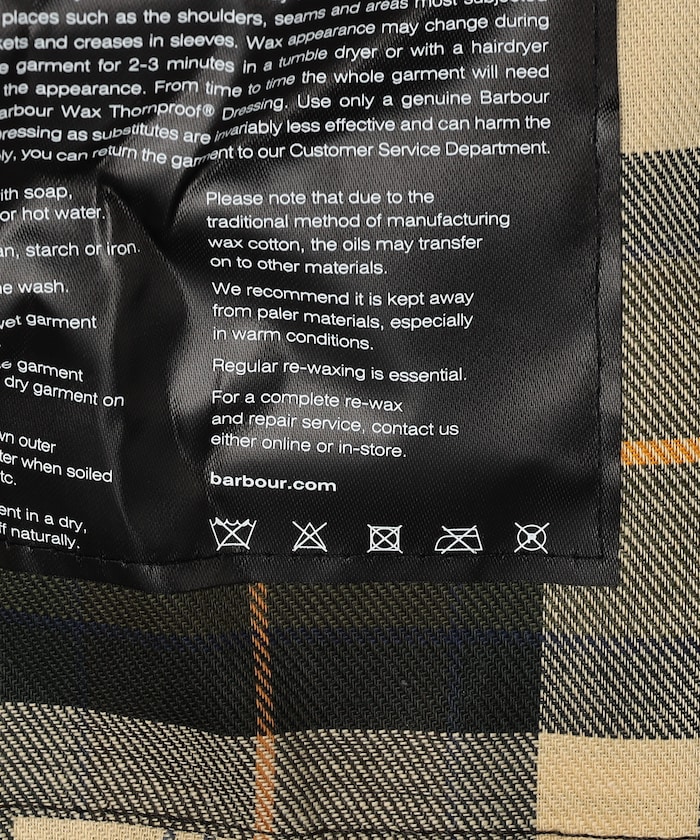 places such as the shoulders, seams and areas most subjected
kets and creases in sleeves. Wax appearance may change during
e garment for 2-3 minutes in a tumble dryer or with a hairdryer
the appearance. From time to time the whole garment will need
arbour Wax Thornproof® Dressing. Use only a genuine Barbour
ressing as substitutes are invariably less effective and can harm the
ly, you can return the garment to our Customer Service Department.
ith soap,
or hot water.
an, starch or iron.
e wash.
wet garment
e garment
dry garment on
wn outer
ter when soiled
tc.
ent in a dry,
ff naturally.
Please note that due to the
traditional method of manufacturing
wax cotton, the oils may transfer
on to other materials.
We recommend it is kept away
from paler materials, especially
in warm conditions.
Regular re-waxing is essential.
For a complete re-wax
and repair service, contact us
either online or in-store.
barbour.com